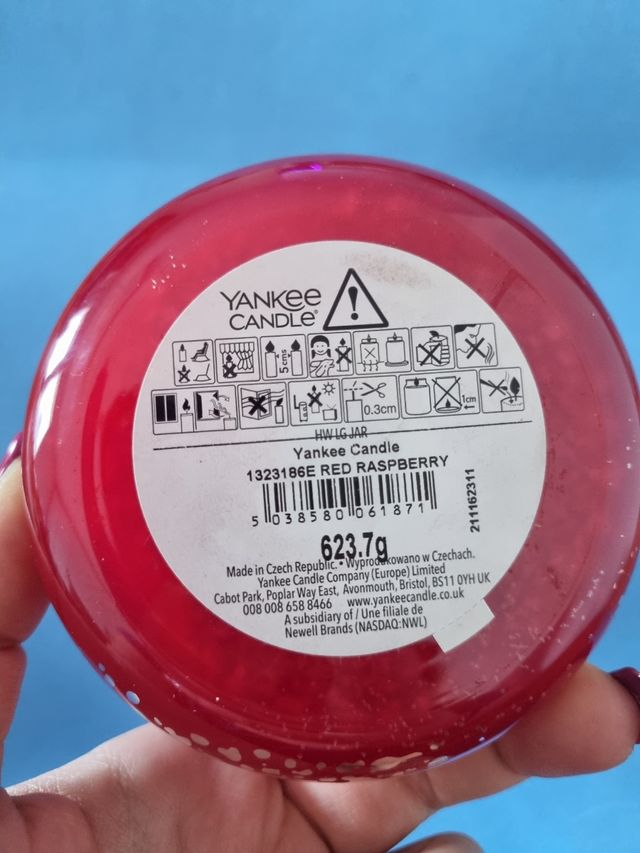 YANKee
CANDLe®
5cms
0.3cm
1cm
HW LG JAR
Yankee Candle
1323186E RED RASPBERRY
5 038580 061871
211162311
623.7g
Made in Czech Republic. • Wyprodukowano w Czechach.
Yankee Candle Company (Europe) Limited
Cabot Park, Poplar Way East, Avonmouth, Bristol, BS11 0YH UK
008 008 658 8466 www.yankeecandle.co.uk
A subsidiary of / Une filiale de
Newell Brands (NASDAQ:NWL)